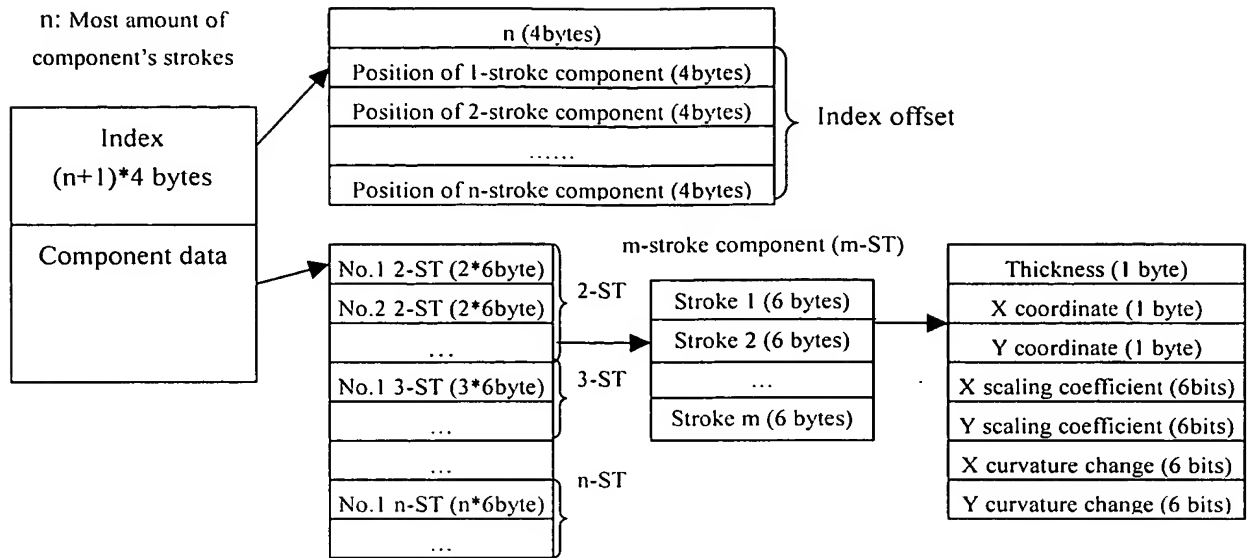 n: Most amount of
component's strokes
Index
(n+1)*4 bytes
Component data
n (4bytes)
Position of 1-stroke component (4bytes)
Position of 2-stroke component (4bytes)
......
Position of n-stroke component (4bytes)
Index offset
No.1 2-ST (2*6byte)
No.2 2-ST (2*6byte)
...
No.1 3-ST (3*6byte)
...
...
No.1 n-ST (n*6byte)
...
2-ST
3-ST
n-ST
m-stroke component (m-ST)
Stroke 1 (6 bytes)
Stroke 2 (6 bytes)
...
Stroke m (6 bytes)
Thickness (1 byte)
X coordinate (1 byte)
Y coordinate (1 byte)
X scaling coefficient (6bits)
Y scaling coefficient (6bits)
X curvature change (6 bits)
Y curvature change (6 bits)